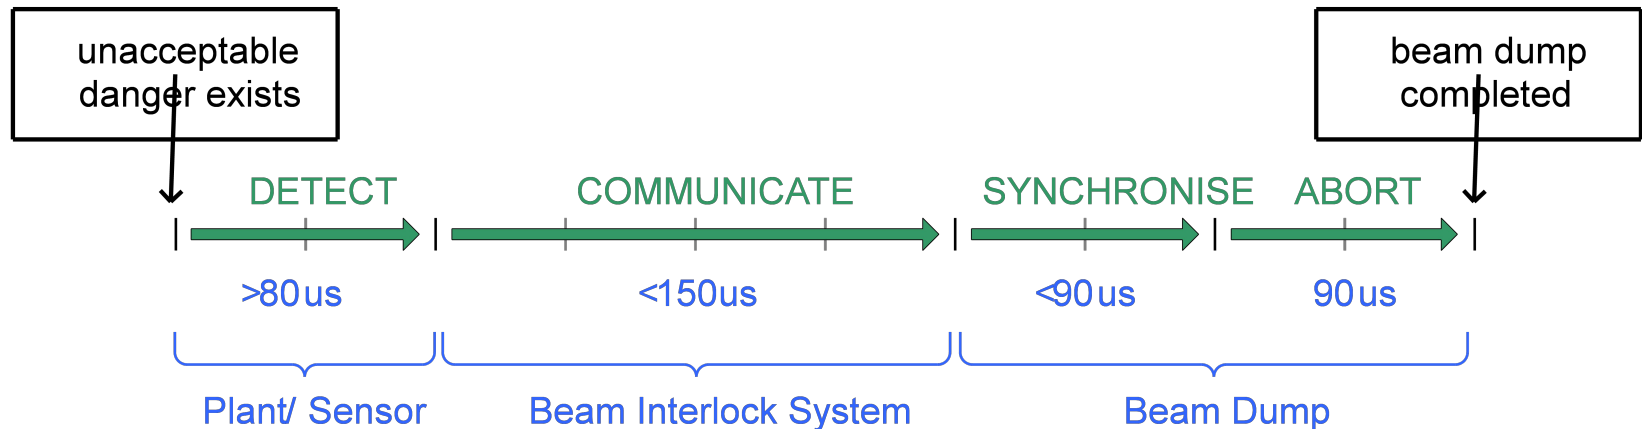 unacceptable
danger exists
beam dump
completed
DETECT
COMMUNICATE
SYNCHRONISE
ABORT
>80us
<150us
<90us
90us
Plant/ Sensor
Beam Interlock System
Beam Dump